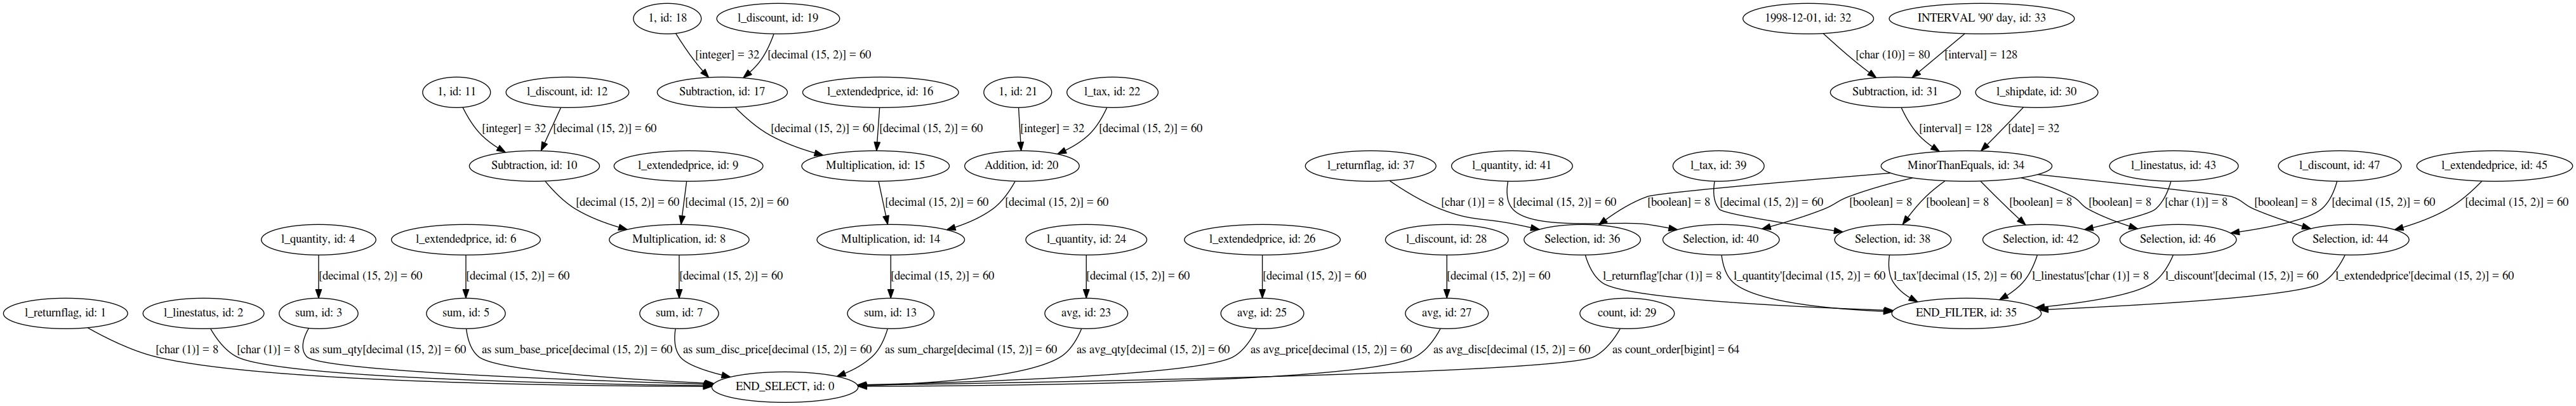 1, id: 18
l_discount, id: 19
1998-12-01, id: 32
INTERVAL '90' day, id: 33
[integer] = 32
[decimal (15, 2)] = 60
[char (10)] = 80
[interval] = 128
1, id: 11
l_discount, id: 12
Subtraction, id: 17
l_extendedprice, id: 16
1, id: 21
l_tax, id: 22
Subtraction, id: 31
l_shipdate, id: 30
[integer] = 32
[decimal (15, 2)] = 60
[decimal (15, 2)] = 60
[decimal (15, 2)] = 60
[integer] = 32
[decimal (15, 2)] = 60
[interval] = 128
[date] = 32
Subtraction, id: 10
l_extendedprice, id: 9
Multiplication, id: 15
Addition, id: 20
l_returnflag, id: 37
l_quantity, id: 41
l_tax, id: 39
MinorThanEquals, id: 34
l_linestatus, id: 43
l_discount, id: 47
l_extendedprice, id: 45
[decimal (15, 2)] = 60
[decimal (15, 2)] = 60
[decimal (15, 2)] = 60
[decimal (15, 2)] = 60
[char (1)] = 8
[decimal (15, 2)] = 60
[boolean] = 8
[decimal (15, 2)] = 60
[boolean] = 8
[boolean] = 8
[boolean] = 8
[boolean] = 8
[char (1)] = 8
[boolean] = 8
[decimal (15, 2)] = 60
l_quantity, id: 4
l_extendedprice, id: 6
Multiplication, id: 8
Multiplication, id: 14
l_quantity, id: 24
l_extendedprice, id: 26
l_discount, id: 28
Selection, id: 36
Selection, id: 40
Selection, id: 38
Selection, id: 42
Selection, id: 46
Selection, id: 44
[decimal (15, 2)] = 60
[decimal (15, 2)] = 60
[decimal (15, 2)] = 60
[decimal (15, 2)] = 60
[decimal (15, 2)] = 60
[decimal (15, 2)] = 60
[decimal (15, 2)] = 60
l_returnflag'[char (1)] = 8
l_quantity'[decimal (15, 2)] = 60
l_tax'[decimal (15, 2)] = 60
l_linestatus'[char (1)] = 8
l_discount'[decimal (15, 2)] = 60
l_extendedprice'[decimal (15, 2)] = 60
l_returnflag, id: 1
l_linestatus, id: 2
sum, id: 3
sum, id: 5
sum, id: 7
sum, id: 13
avg, id: 23
avg, id: 25
avg, id: 27
count, id: 29
END_FILTER, id: 35
[char (1)] = 8
[char (1)] = 8
as sum_qty[decimal (15, 2)] = 60
as sum_base_price[decimal (15, 2)] = 60
as sum_disc_price[decimal (15, 2)] = 60
as sum_charge[decimal (15, 2)] = 60
as avg_qty[decimal (15, 2)] = 60
as avg_price[decimal (15, 2)] = 60
as avg_disc[decimal (15, 2)] = 60
as count_order[bigint] = 64
END_SELECT, id: 0